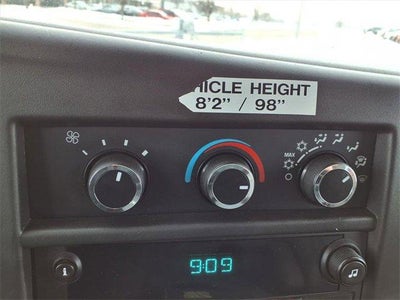 HICLE HEIGHT
8'2" / 98"
MAX
9:09
i